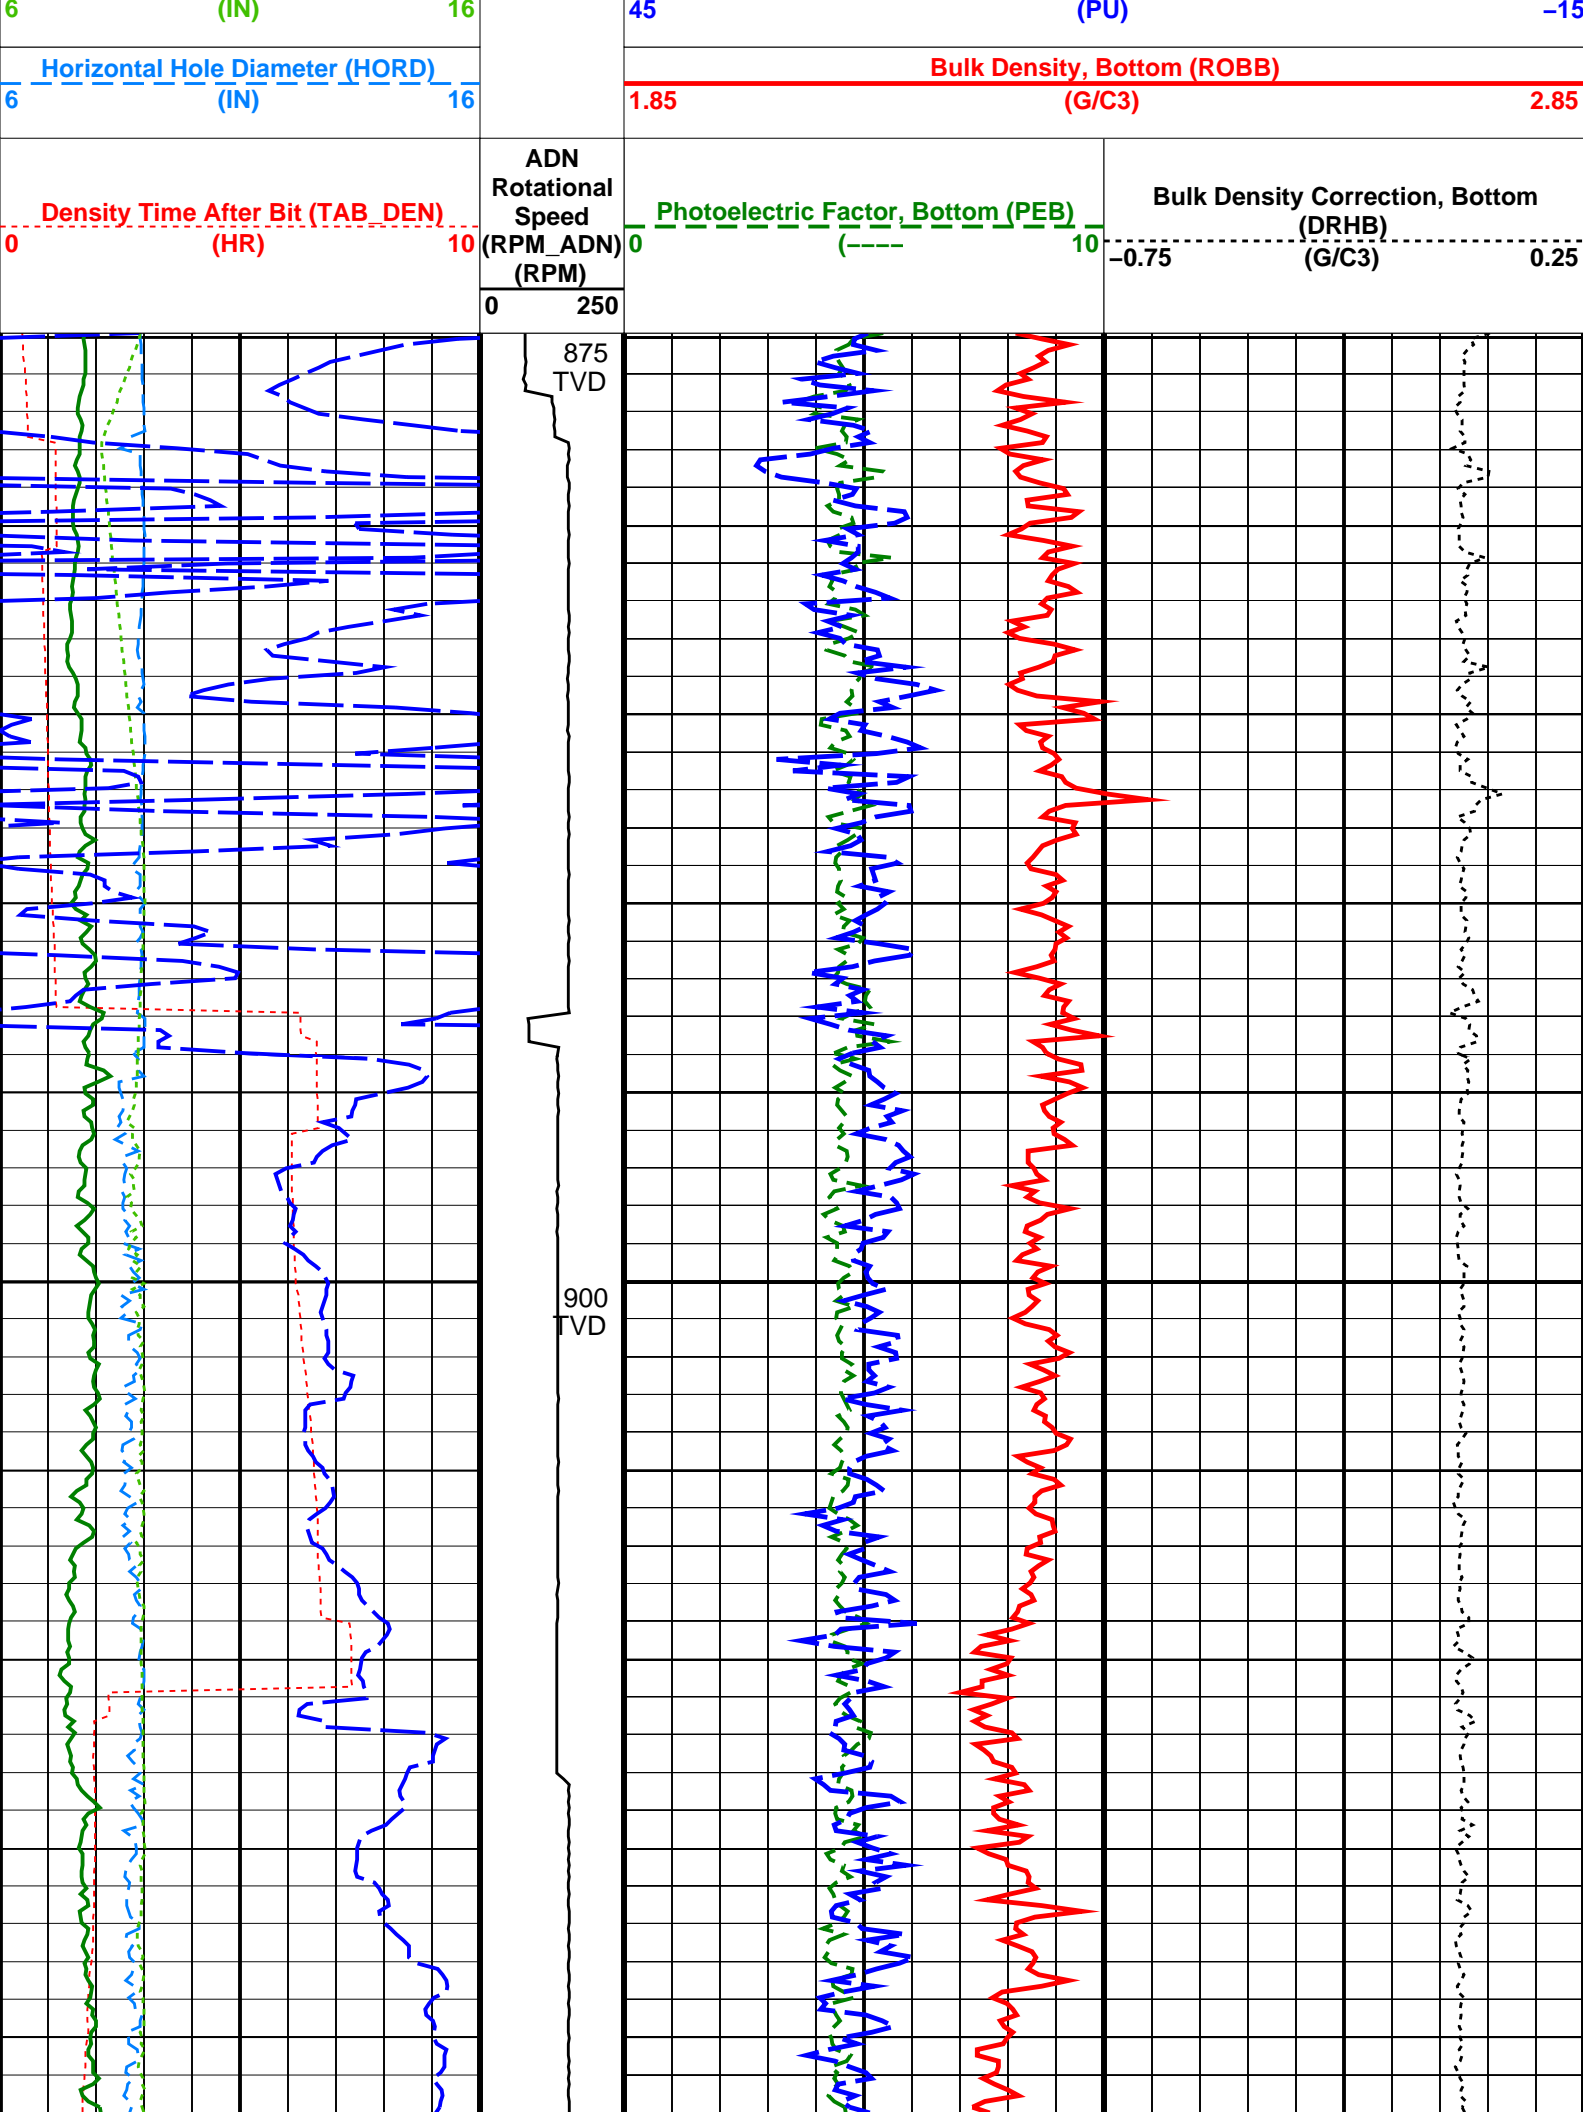 6 (IN) 16
45 (PU) –15
Horizontal Hole Diameter (HORD)
6 (IN) 16
Bulk Density, Bottom (ROBB)
1.85 (G/C3) 2.85
Density Time After Bit (TAB_DEN)
0 (HR) 10
ADN
Rotational
Speed
(RPM_ADN)
(RPM)
0 250
Photoelectric Factor, Bottom (PEB)
0 (–––– 10
Bulk Density Correction, Bottom
(DRHB)
–0.75 (G/C3) 0.25
875
TVD
900
TVD